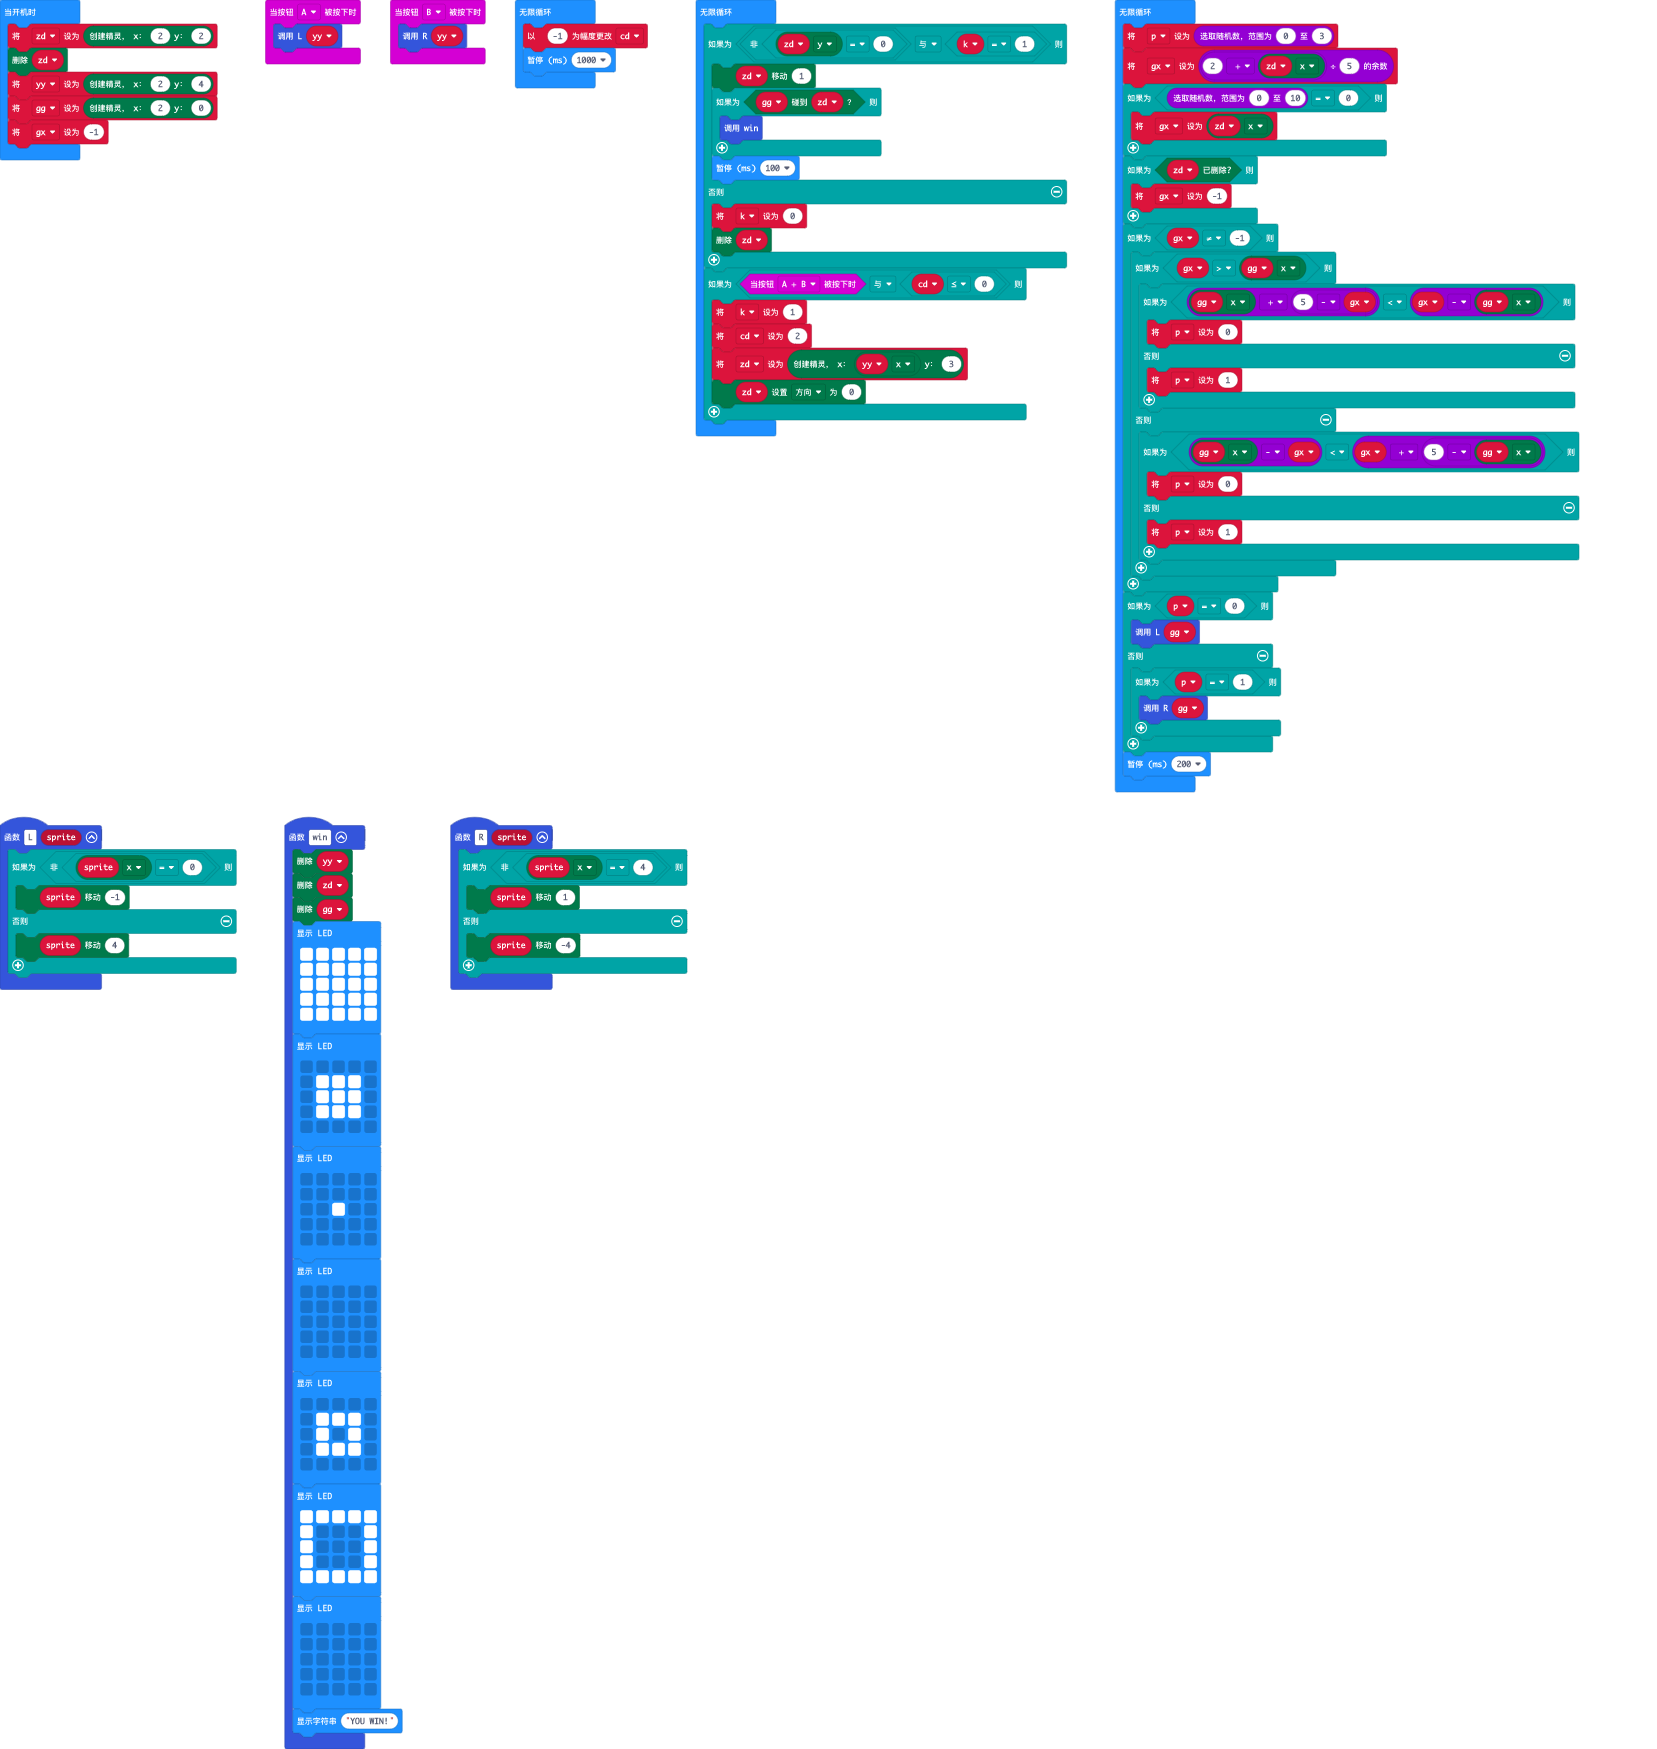 当开机时
将 zd 设为 创建精灵，x: 2 y: 2
删除 zd
将 yy 设为 创建精灵，x: 2 y: 4
将 gg 设为 创建精灵，x: 2 y: 0
将 gx 设为 -1
当按钮 A 被按下时
调用 L yy
当按钮 B 被按下时
调用 R yy
无限循环
以 -1 为幅度更改 cd
暂停 (ms) 1000
无限循环
如果为 非 zd y = 0 与 k = 1 则
zd 移动 1
如果为 gg 碰到 zd ? 则
调用 win
暂停 (ms) 100
否则
将 k 设为 0
删除 zd
如果为 当按钮 A + B 被按下时 与 cd ≤ 0 则
将 k 设为 1
将 cd 设为 2
将 zd 设为 创建精灵，x: yy x y: 3
zd 设置 方向 为 0
无限循环
将 p 设为 选取随机数，范围为 0 至 3
将 gx 设为 2 + zd x ÷ 5 的余数
如果为 选取随机数，范围为 0 至 10 = 0 则
将 gx 设为 zd x
如果为 zd 已删除? 则
将 gx 设为 -1
如果为 gx ≠ -1 则
如果为 gx > gg x 则
如果为 gg x + 5 - gx < gx - gg x 则
将 p 设为 0
否则
将 p 设为 1
否则
如果为 gg x - gx < gx + 5 - gg x 则
将 p 设为 0
否则
将 p 设为 1
如果为 p = 0 则
调用 L gg
否则
如果为 p = 1 则
调用 R gg
暂停 (ms) 200
函数 L sprite
如果为 非 sprite x = 0 则
sprite 移动 -1
否则
sprite 移动 4
函数 win
删除 yy
删除 zd
删除 gg
显示 LED
显示 LED
显示 LED
显示 LED
显示 LED
显示 LED
显示 LED
显示字符串 "YOU WIN!"
函数 R sprite
如果为 非 sprite x = 4 则
sprite 移动 1
否则
sprite 移动 -4